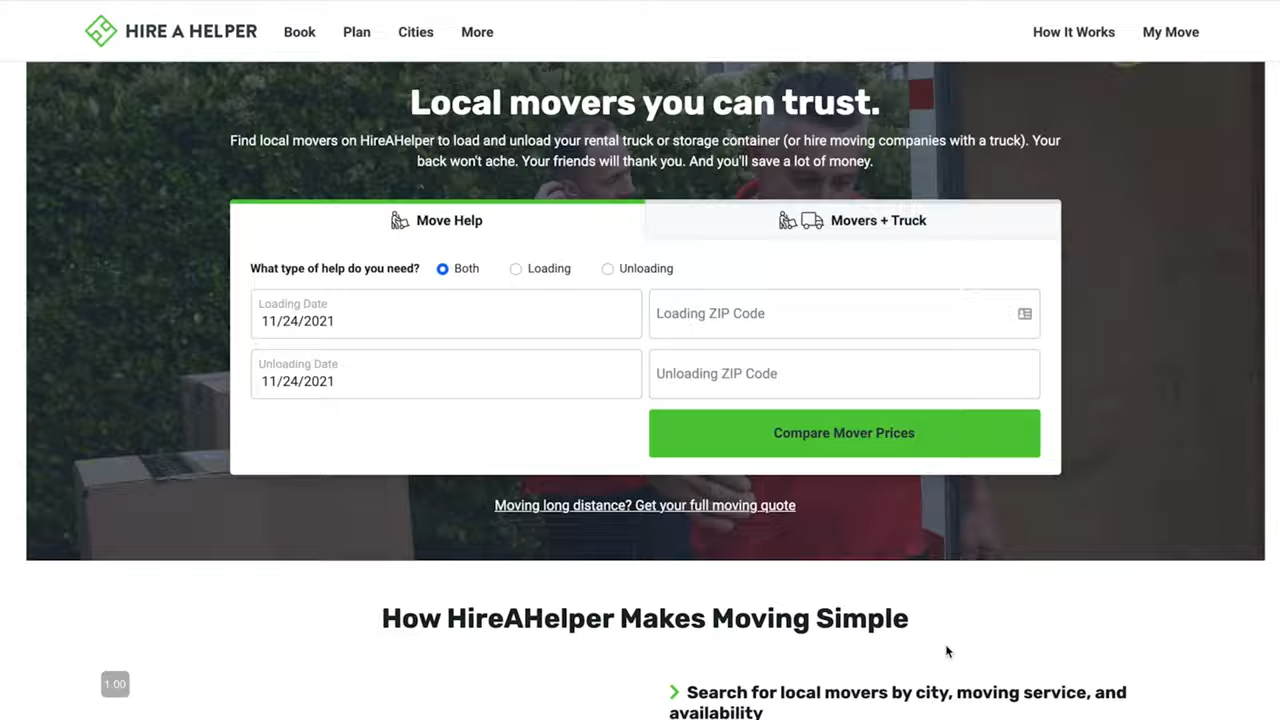 HIRE A HELPER Book Plan Cities More How It Works My Move
Local movers you can trust.
Find local movers on HireAHelper to load and unload your rental truck or storage container (or hire moving companies with a truck). Your
back won't ache. Your friends will thank you. And you'll save a lot of money.
Move Help Movers + Truck
What type of help do you need? Both Loading Unloading
Loading Date
11/24/2021
Loading ZIP Code
Unloading Date
11/24/2021
Unloading ZIP Code
Compare Mover Prices
Moving long distance? Get your full moving quote
How HireAHelper Makes Moving Simple
1.00
Search for local movers by city, moving service, and
availability